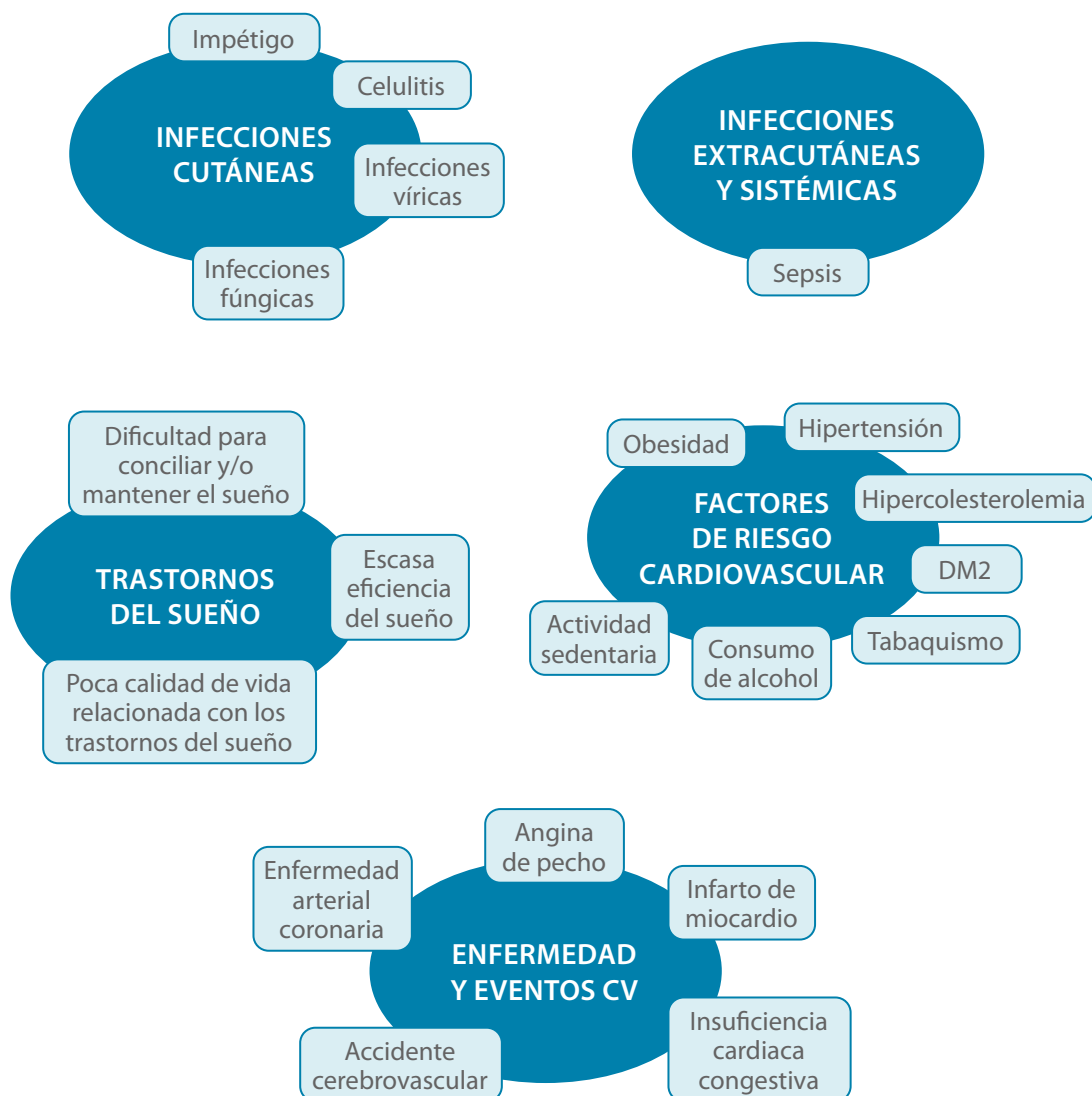 Impétigo
Celulitis
INFECCIONES
CUTÁNEAS
Infecciones
víricas
Infecciones
fúngicas
INFECCIONES
EXTRACUTÁNEAS
Y SISTÉMICAS
Sepsis
Dificultad para
conciliar y/o
mantener el sueño
TRASTORNOS
DEL SUEÑO
Escasa
eficiencia
del sueño
Poca calidad de vida
relacionada con los
trastornos del sueño
Obesidad
Hipertensión
Hipercolesterolemia
FACTORES
DE RIESGO
CARDIOVASCULAR
DM2
Tabaquismo
Consumo
de alcohol
Actividad
sedentaria
Angina
de pecho
Enfermedad
arterial
coronaria
Infarto de
miocardio
ENFERMEDAD
Y EVENTOS CV
Accidente
cerebrovascular
Insuficiencia
cardiaca
congestiva